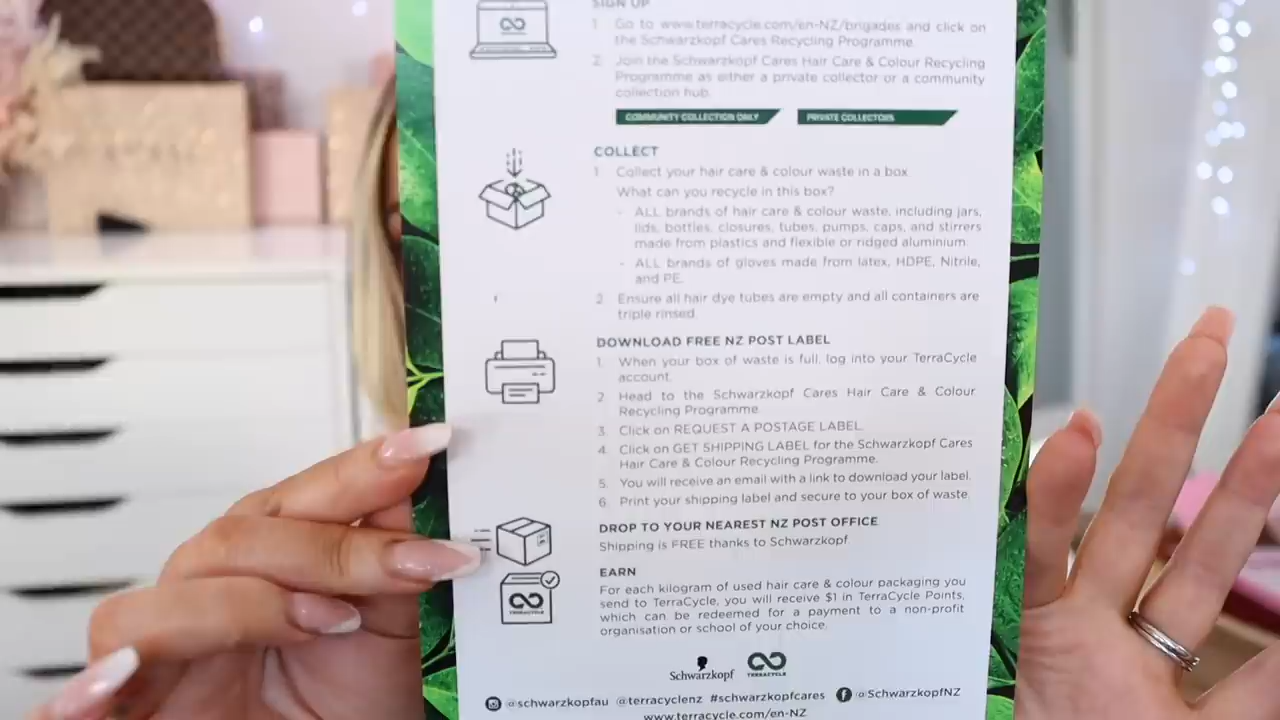 SIGN UP
1. Go to www.terracycle.com/en-NZ/brigades and click on
the Schwarzkopf Cares Recycling Programme.
2. Join the Schwarzkopf Cares Hair Care & Colour Recycling
Programme as either a private collector or a community
collection hub.
COMMUNITY COLLECTION ONLY PRIVATE COLLECTORS
COLLECT
1. Collect your hair care & colour waste in a box
What can you recycle in this box?
- ALL brands of hair care & colour waste, including jars,
lids, bottles, closures, tubes, pumps, caps, and stirrers
made from plastics and flexible or ridged aluminium.
- ALL brands of gloves made from latex, HDPE, Nitrile,
and PE.
2. Ensure all hair dye tubes are empty and all containers are
triple rinsed.
DOWNLOAD FREE NZ POST LABEL
1. When your box of waste is full, log into your TerraCycle
account.
2. Head to the Schwarzkopf Cares Hair Care & Colour
Recycling Programme.
3. Click on REQUEST A POSTAGE LABEL.
4. Click on GET SHIPPING LABEL for the Schwarzkopf Cares
Hair Care & Colour Recycling Programme.
5. You will receive an email with a link to download your label.
6. Print your shipping label and secure to your box of waste.
DROP TO YOUR NEAREST NZ POST OFFICE
Shipping is FREE thanks to Schwarzkopf
EARN
For each kilogram of used hair care & colour packaging you
send to TerraCycle, you will receive $1 in TerraCycle Points,
which can be redeemed for a payment to a non-profit
organisation or school of your choice.
TERRACYCLE
Schwarzkopf TERRACYCLE
@schwarzkopfau @terracyclenz #schwarzkopfcares @SchwarzkopfNZ
www.terracycle.com/en-NZ